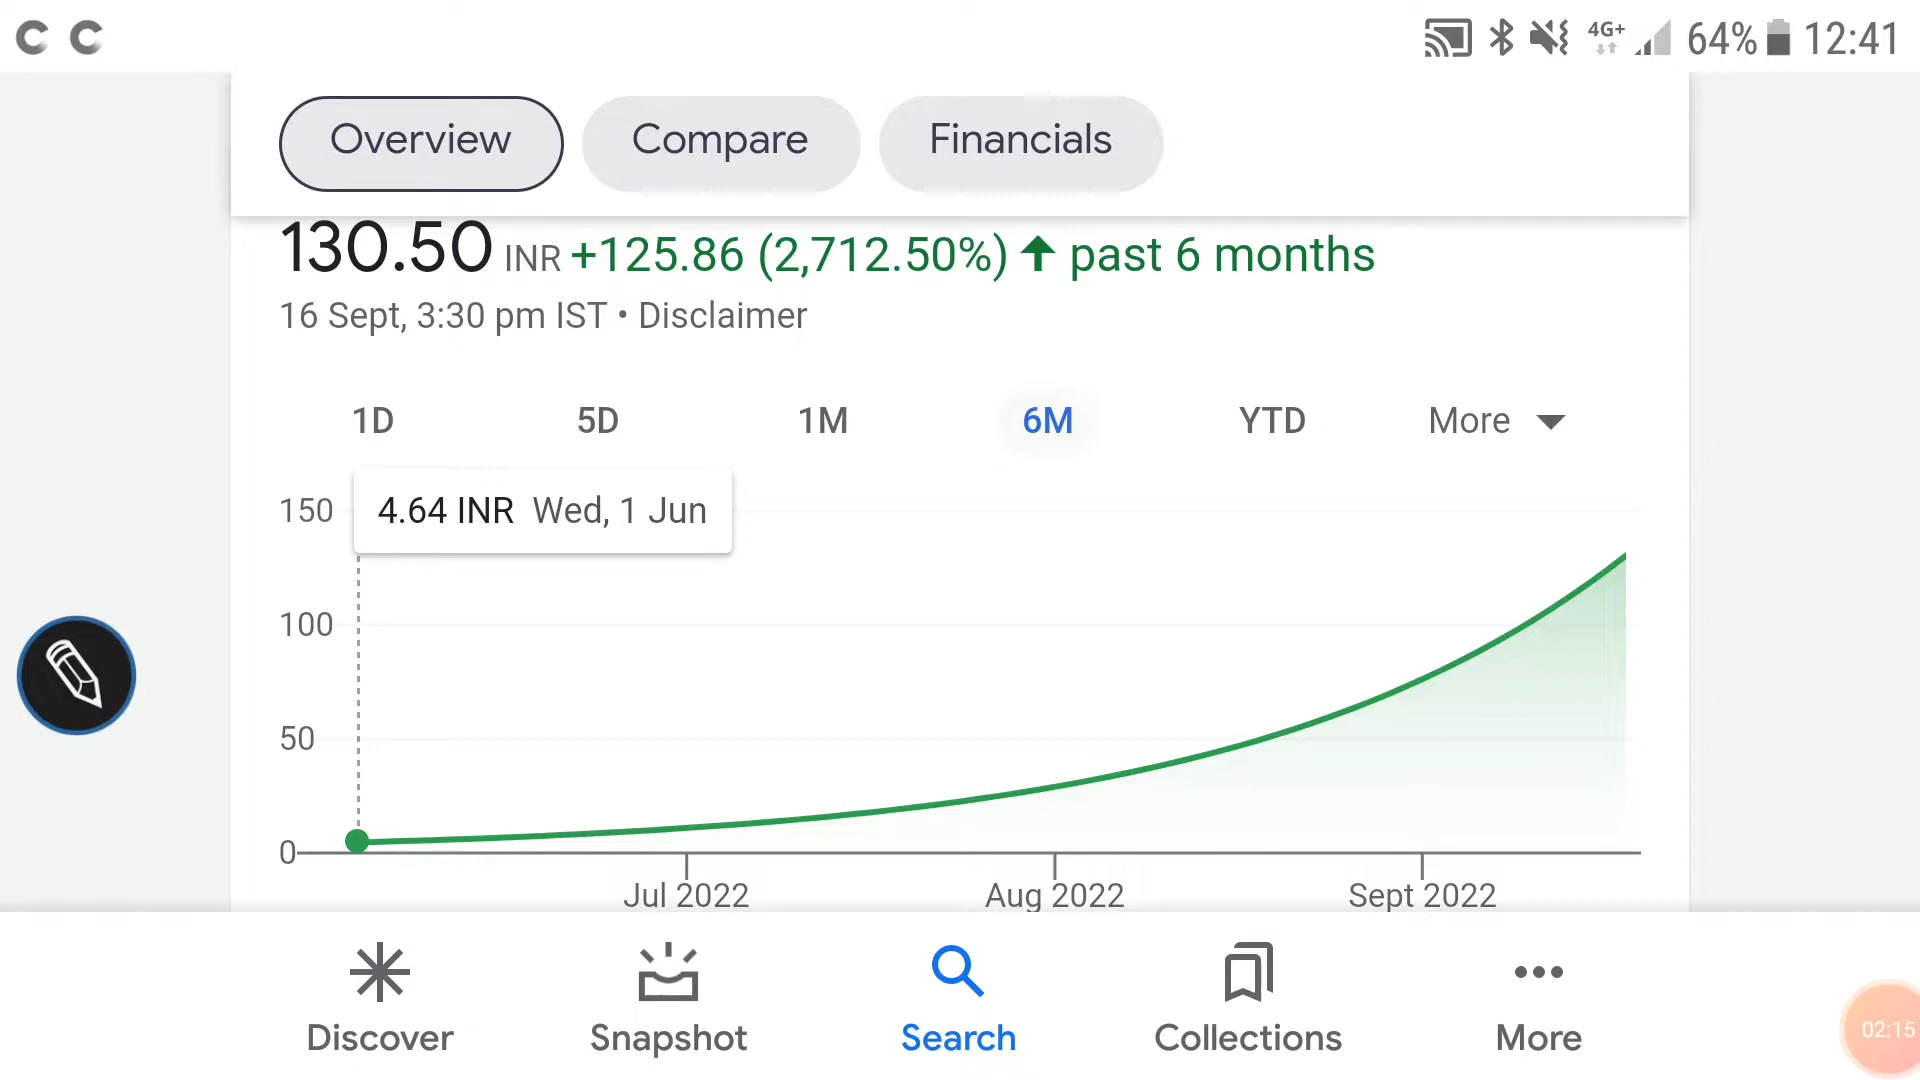 4G+ 64% 12:41
Overview Compare Financials
130.50 INR +125.86 (2,712.50%) past 6 months
16 Sept, 3:30 pm IST • Disclaimer
1D 5D 1M 6M YTD More
150 4.64 INR Wed, 1 Jun
100
50
0
Jul 2022 Aug 2022 Sept 2022
Discover Snapshot Search Collections More
02:15